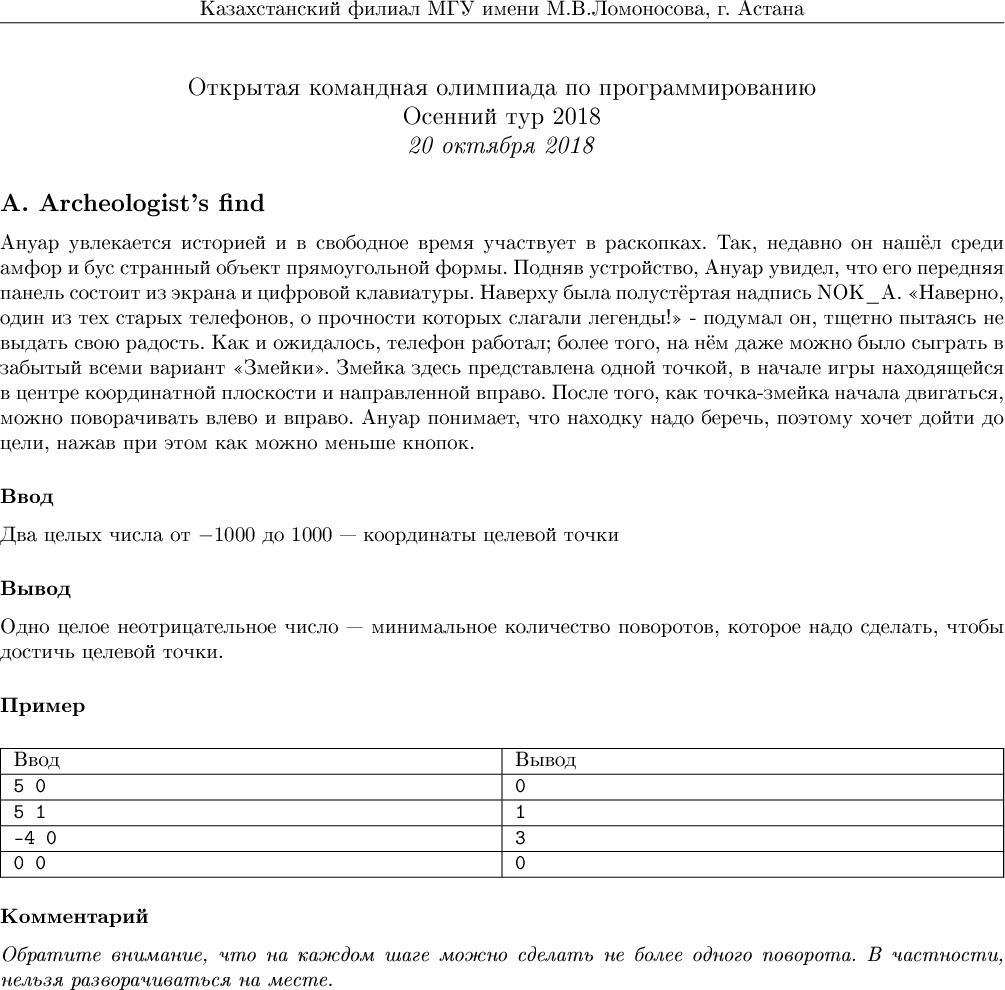 Казахстанский филиал МГУ имени М.В.Ломоносова, г. Астана
Открытая командная олимпиада по программированию
Осенний тур 2018
20 октября 2018
A. Archeologist's find
Ануар увлекается историей и в свободное время участвует в раскопках. Так, недавно он нашёл среди
амфор и бус странный объект прямоугольной формы. Подняв устройство, Ануар увидел, что его передняя
панель состоит из экрана и цифровой клавиатуры. Наверху была полустёртая надпись NOK_A. «Наверно,
один из тех старых телефонов, о прочности которых слагали легенды!» - подумал он, тщетно пытаясь не
выдать свою радость. Как и ожидалось, телефон работал; более того, на нём даже можно было сыграть в
забытый всеми вариант «Змейки». Змейка здесь представлена одной точкой, в начале игры находящейся
в центре координатной плоскости и направленной вправо. После того, как точка-змейка начала двигаться,
можно поворачивать влево и вправо. Ануар понимает, что находку надо беречь, поэтому хочет дойти до
цели, нажав при этом как можно меньше кнопок.
Ввод
Два целых числа от −1000 до 1000 — координаты целевой точки
Вывод
Одно целое неотрицательное число — минимальное количество поворотов, которое надо сделать, чтобы
достичь целевой точки.
Пример
Ввод Вывод
5 0 0
5 1 1
-4 0 3
0 0 0
Комментарий
Обратите внимание, что на каждом шаге можно сделать не более одного поворота. В частности,
нельзя разворачиваться на месте.